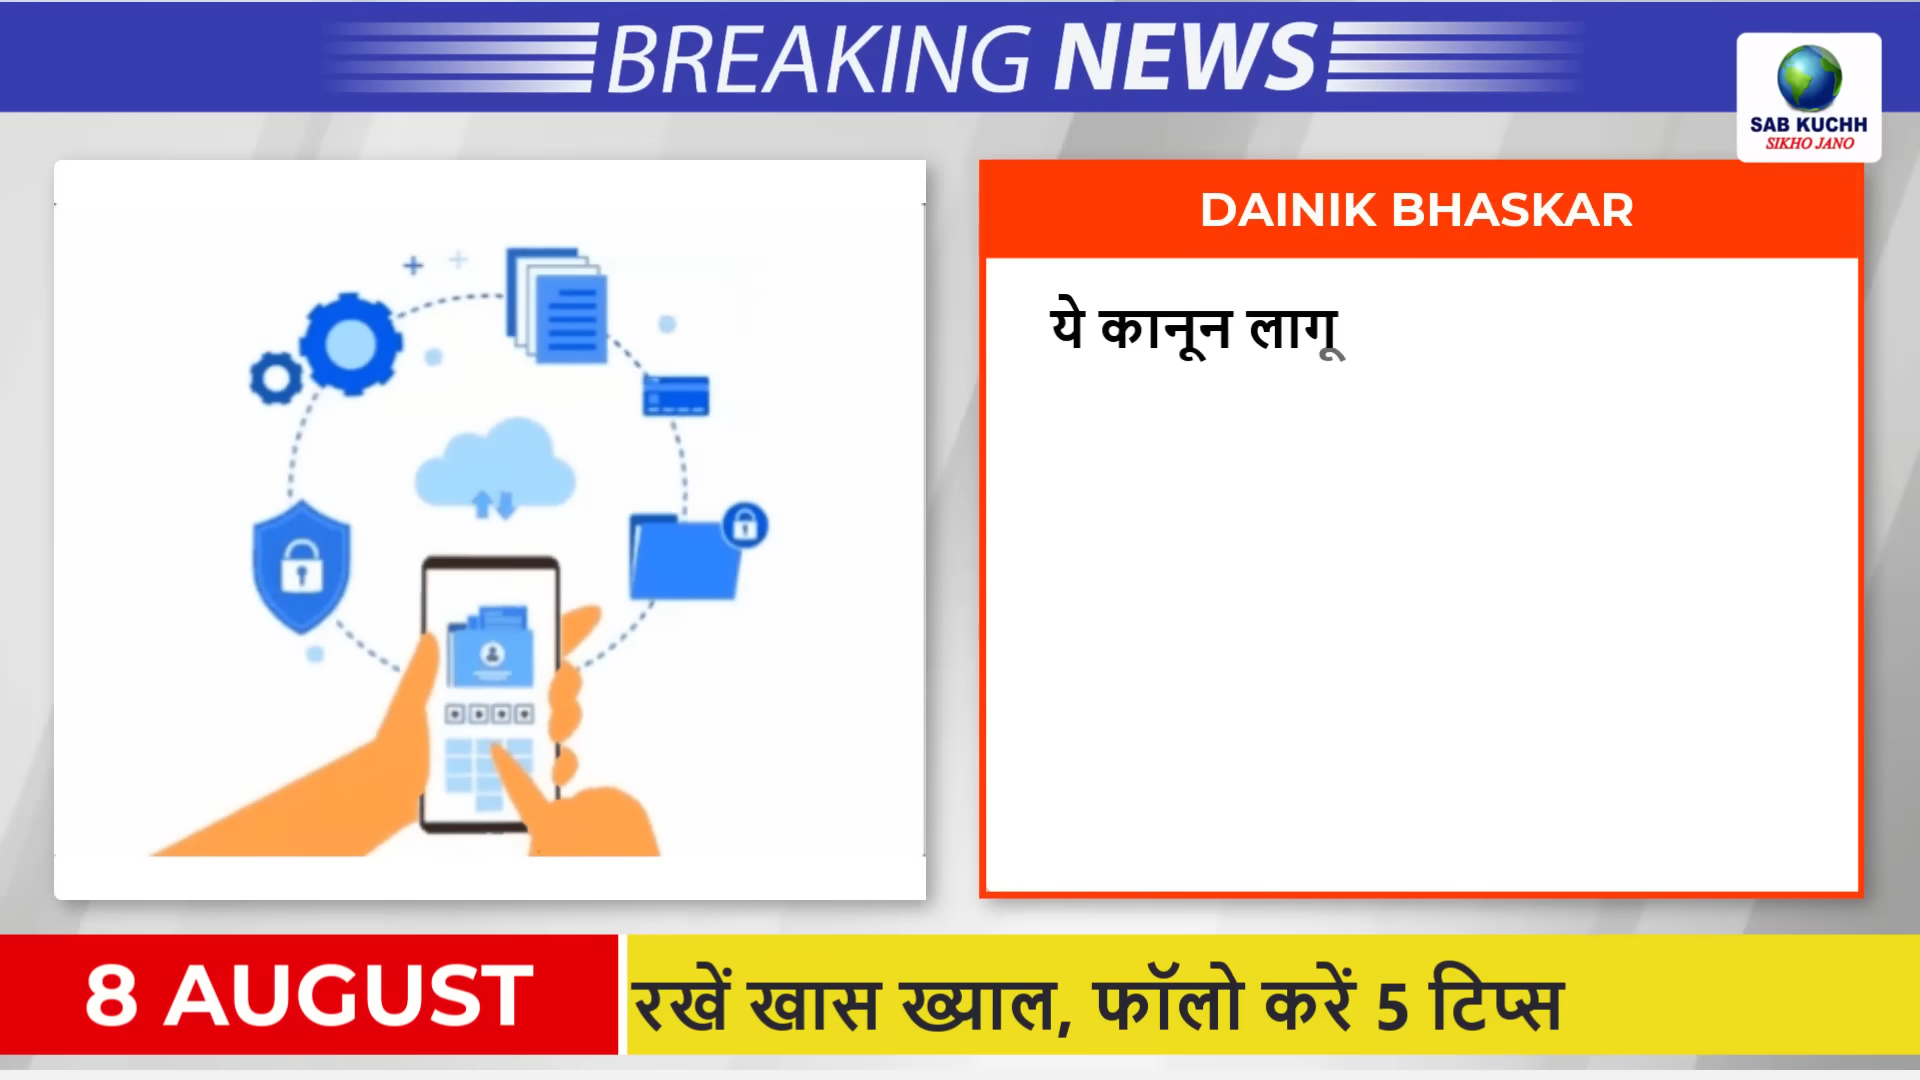 BREAKING NEWS
SAB KUCHH
SIKHO JANO
DAINIK BHASKAR
ये कानून लागू
8 AUGUST
रखें खास ख्याल, फॉलो करें 5 टिप्स